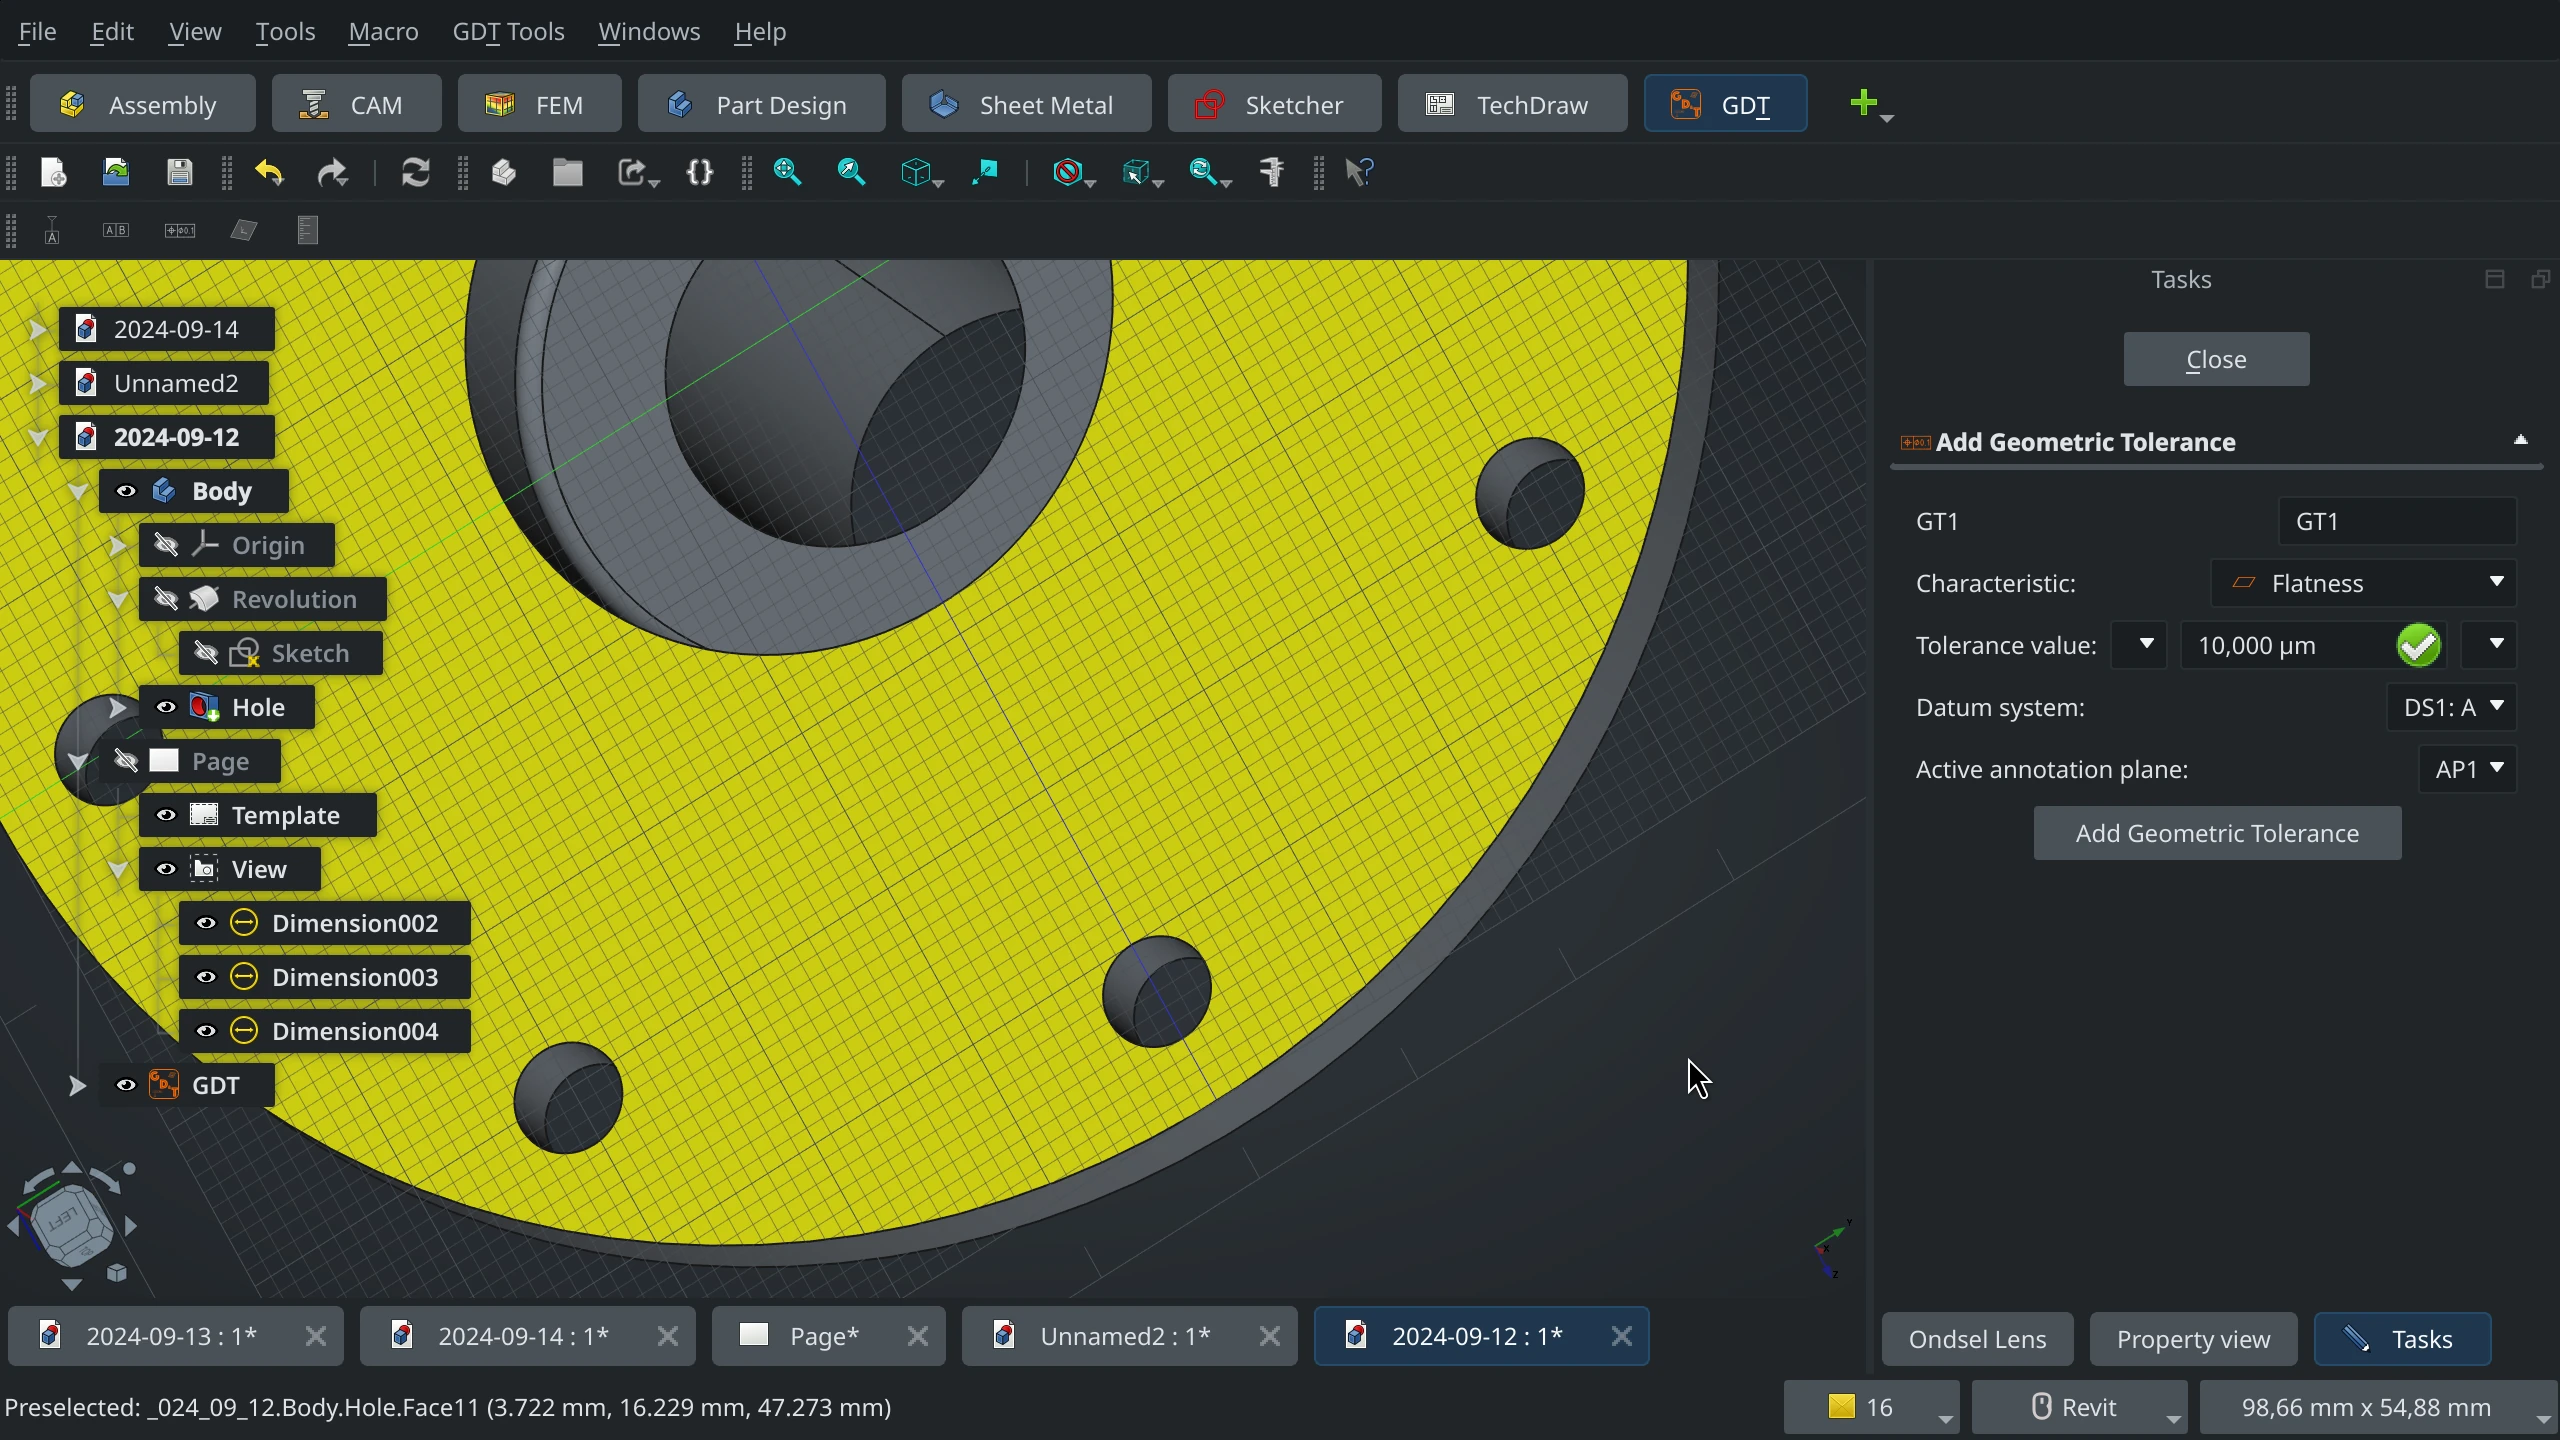 File Edit View Tools Macro GDT Tools Windows Help
Assembly CAM FEM Part Design Sheet Metal Sketcher TechDraw GDT
Tasks
Close
Add Geometric Tolerance
GT1 GT1
Characteristic: Flatness
Tolerance value: 10,000 µm
Datum system: DS1: A
Active annotation plane: AP1
Add Geometric Tolerance
2024-09-14
Unnamed2
2024-09-12
Body
Origin
Revolution
Sketch
Hole
Page
Template
View
Dimension002
Dimension003
Dimension004
GDT
LEFT
Y
X
Z
2024-09-13 : 1* 2024-09-14 : 1* Page* Unnamed2 : 1* 2024-09-12 : 1*
Ondsel Lens Property view Tasks
Preselected: _024_09_12.Body.Hole.Face11 (3.722 mm, 16.229 mm, 47.273 mm)
16 Revit 98,66 mm x 54,88 mm